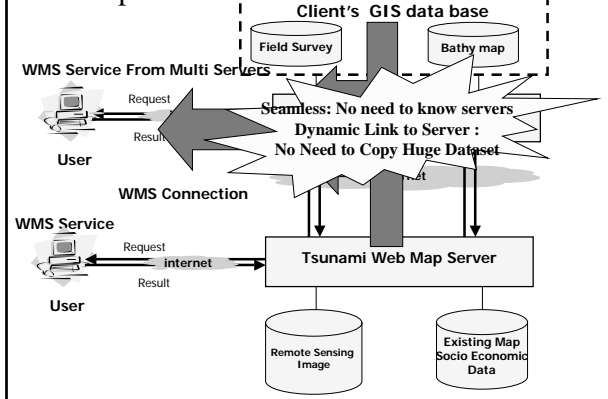 Client's GIS data base
Field Survey
Bathy map
WMS Service From Multi Servers
Request
Result
User
Seamless: No need to know servers
Dynamic Link to Server :
No Need to Copy Huge Dataset
WMS Connection
WMS Service
Request
internet
Result
User
Tsunami Web Map Server
Remote Sensing
Image
Existing Map
Socio Economic
Data